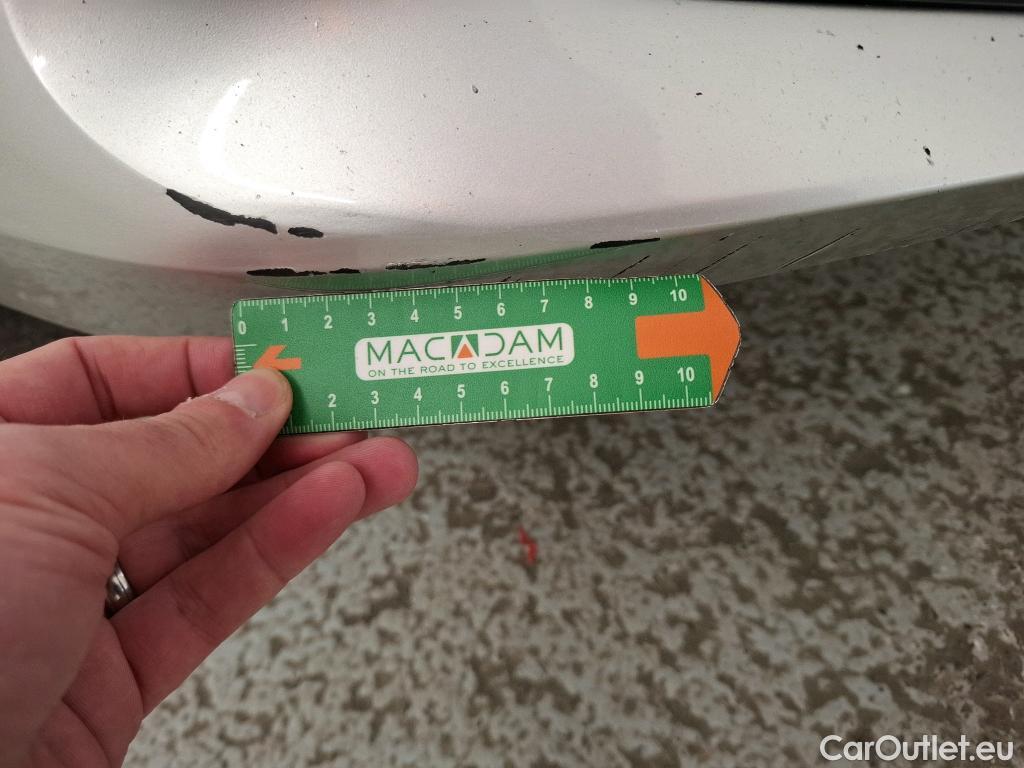 0 1 2 3 4 5 6 7 8 9 10
MACADAM
ON THE ROAD TO EXCELLENCE
2 3 4 5 6 7 8 9 10
CarOutlet.eu